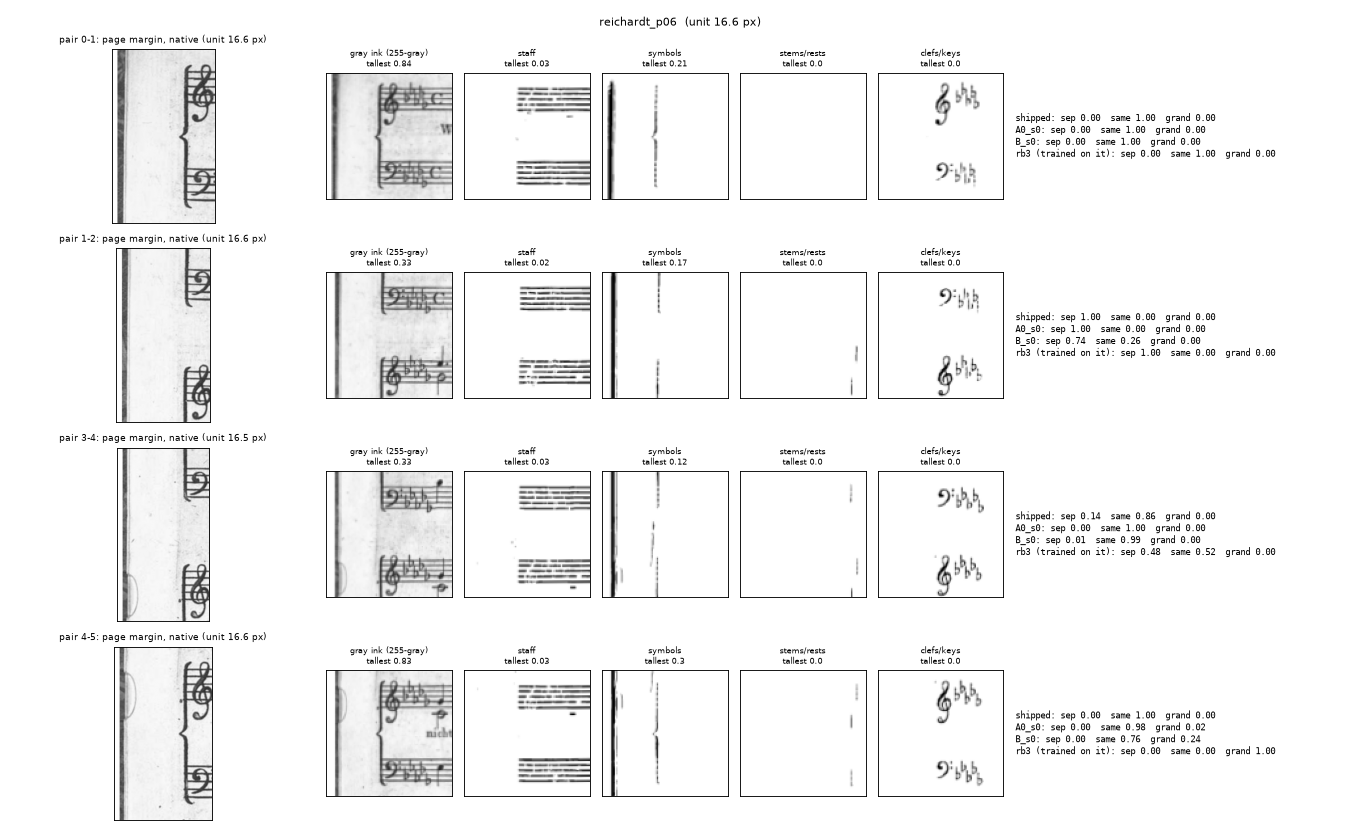 reichardt_p06 (unit 16.6 px)
pair 0-1: page margin, native (unit 16.6 px)
gray ink (255-gray)
tallest 0.84
staff
tallest 0.03
symbols
tallest 0.21
stems/rests
tallest 0.0
clefs/keys
tallest 0.0
W
shipped: sep 0.00 same 1.00 grand 0.00
A0_s0: sep 0.00 same 1.00 grand 0.00
B_s0: sep 0.00 same 1.00 grand 0.00
rb3 (trained on it): sep 0.00 same 1.00 grand 0.00
pair 1-2: page margin, native (unit 16.6 px)
gray ink (255-gray)
tallest 0.33
staff
tallest 0.02
symbols
tallest 0.17
stems/rests
tallest 0.0
clefs/keys
tallest 0.0
shipped: sep 1.00 same 0.00 grand 0.00
A0_s0: sep 1.00 same 0.00 grand 0.00
B_s0: sep 0.74 same 0.26 grand 0.00
rb3 (trained on it): sep 1.00 same 0.00 grand 0.00
pair 3-4: page margin, native (unit 16.5 px)
gray ink (255-gray)
tallest 0.33
staff
tallest 0.03
symbols
tallest 0.12
stems/rests
tallest 0.0
clefs/keys
tallest 0.0
shipped: sep 0.14 same 0.86 grand 0.00
A0_s0: sep 0.00 same 1.00 grand 0.00
B_s0: sep 0.01 same 0.99 grand 0.00
rb3 (trained on it): sep 0.48 same 0.52 grand 0.00
pair 4-5: page margin, native (unit 16.6 px)
gray ink (255-gray)
tallest 0.83
staff
tallest 0.03
symbols
tallest 0.3
stems/rests
tallest 0.0
clefs/keys
tallest 0.0
nicht
shipped: sep 0.00 same 1.00 grand 0.00
A0_s0: sep 0.00 same 0.98 grand 0.02
B_s0: sep 0.00 same 0.76 grand 0.24
rb3 (trained on it): sep 0.00 same 0.00 grand 1.00